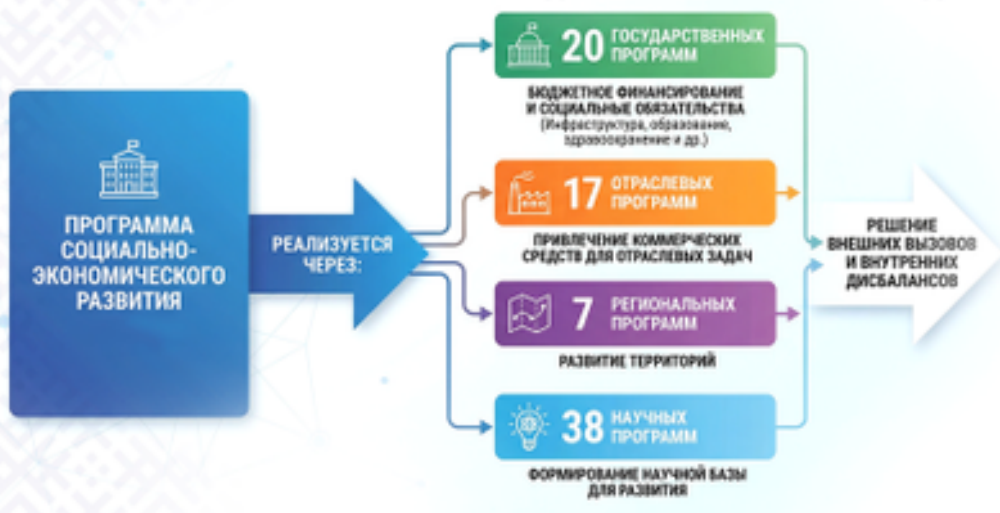 ПРОГРАММА
СОЦИАЛЬНО-
ЭКОНОМИЧЕСКОГО
РАЗВИТИЯ
РЕАЛИЗУЕТСЯ
ЧЕРЕЗ:
20 ГОСУДАРСТВЕННЫХ
ПРОГРАММ
БЮДЖЕТНОЕ ФИНАНСИРОВАНИЕ
И СОЦИАЛЬНЫЕ ОБЯЗАТЕЛЬСТВА
(Инфраструктура, образование,
здравоохранение и др.)
17 ОТРАСЛЕВЫХ
ПРОГРАММ
ПРИВЛЕЧЕНИЕ КОММЕРЧЕСКИХ
СРЕДСТВ ДЛЯ ОТРАСЛЕВЫХ ЗАДАЧ
7 РЕГИОНАЛЬНЫХ
ПРОГРАММ
РАЗВИТИЕ ТЕРРИТОРИЙ
38 НАУЧНЫХ
ПРОГРАММ
ФОРМИРОВАНИЕ НАУЧНОЙ БАЗЫ
ДЛЯ РАЗВИТИЯ
РЕШЕНИЕ
ВНЕШНИХ ВЫЗОВОВ
И ВНУТРЕННИХ
ДИСБАЛАНСОВ